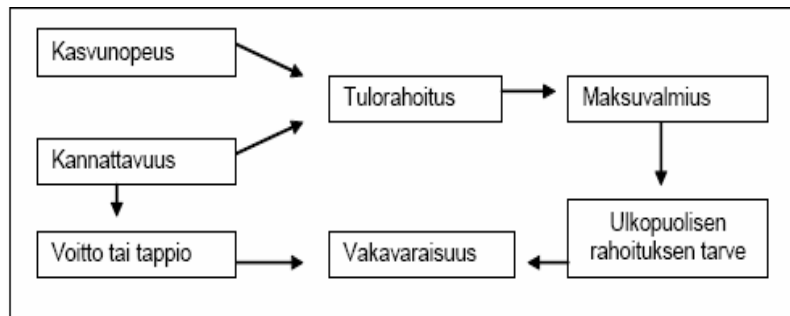 Kasvunopeus
Tulorahoitus
Maksuvalmius
Kannattavuus
Voitto tai tappio
Vakavaraisuus
Ulkopuolisen
rahoituksen tarve